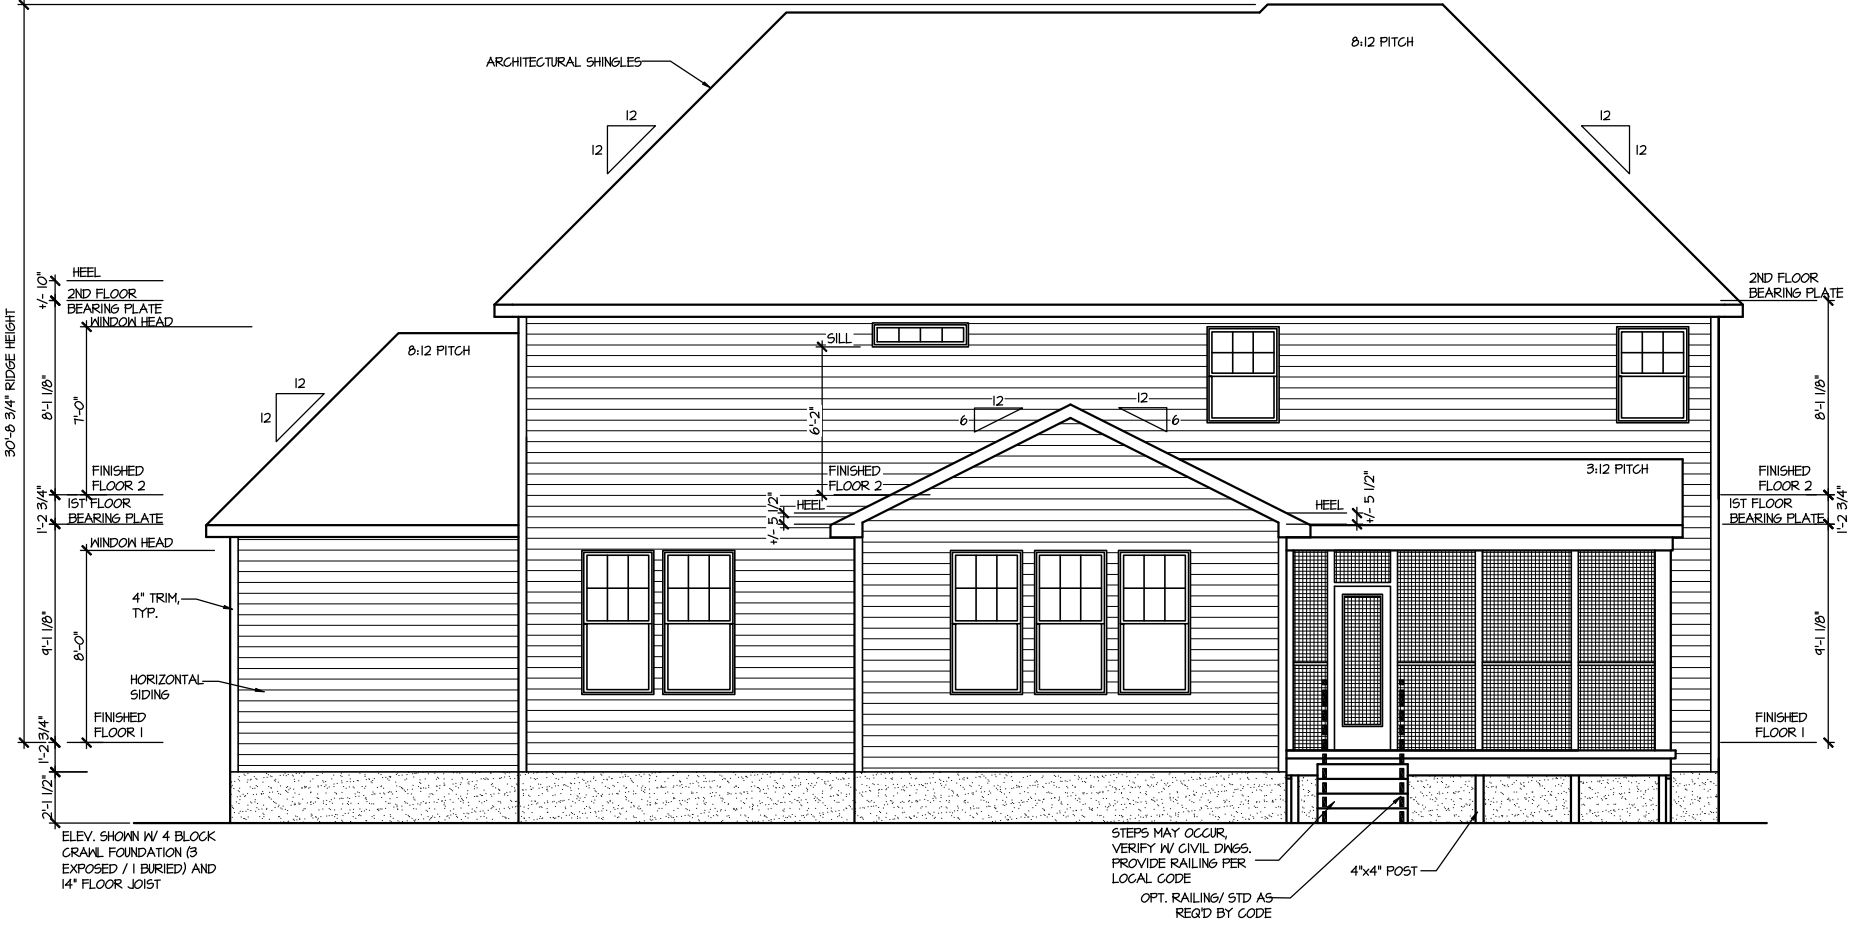 8:12 PITCH
ARCHITECTURAL SHINGLES
12
12
12
12
30'-8 3/4" RIDGE HEIGHT
+/- 10"
HEEL
2ND FLOOR
BEARING PLATE
WINDOW HEAD
8'-1 1/8"
7'-0"
FINISHED
FLOOR 2
1'-2 3/4"
1ST FLOOR
BEARING PLATE
WINDOW HEAD
9'-1 1/8"
8'-0"
4" TRIM,
TYP.
HORIZONTAL
SIDING
FINISHED
FLOOR 1
1'-2 3/4"
2'-1 1/2"
ELEV. SHOWN W/ 4 BLOCK
CRAWL FOUNDATION (3
EXPOSED / 1 BURIED) AND
14" FLOOR JOIST
8:12 PITCH
12
12
SILL
6'-2"
FINISHED
FLOOR 2
+/- 5 1/2"
HEEL
12
6
12
6
HEEL
+/- 5 1/2"
3:12 PITCH
2ND FLOOR
BEARING PLATE
8'-1 1/8"
FINISHED
FLOOR 2
1ST FLOOR
BEARING PLATE
1'-2 3/4"
9'-1 1/8"
FINISHED
FLOOR 1
STEPS MAY OCCUR,
VERIFY W/ CIVIL DWGS.
PROVIDE RAILING PER
LOCAL CODE
OPT. RAILING/ STD AS
REQ'D BY CODE
4"x4" POST